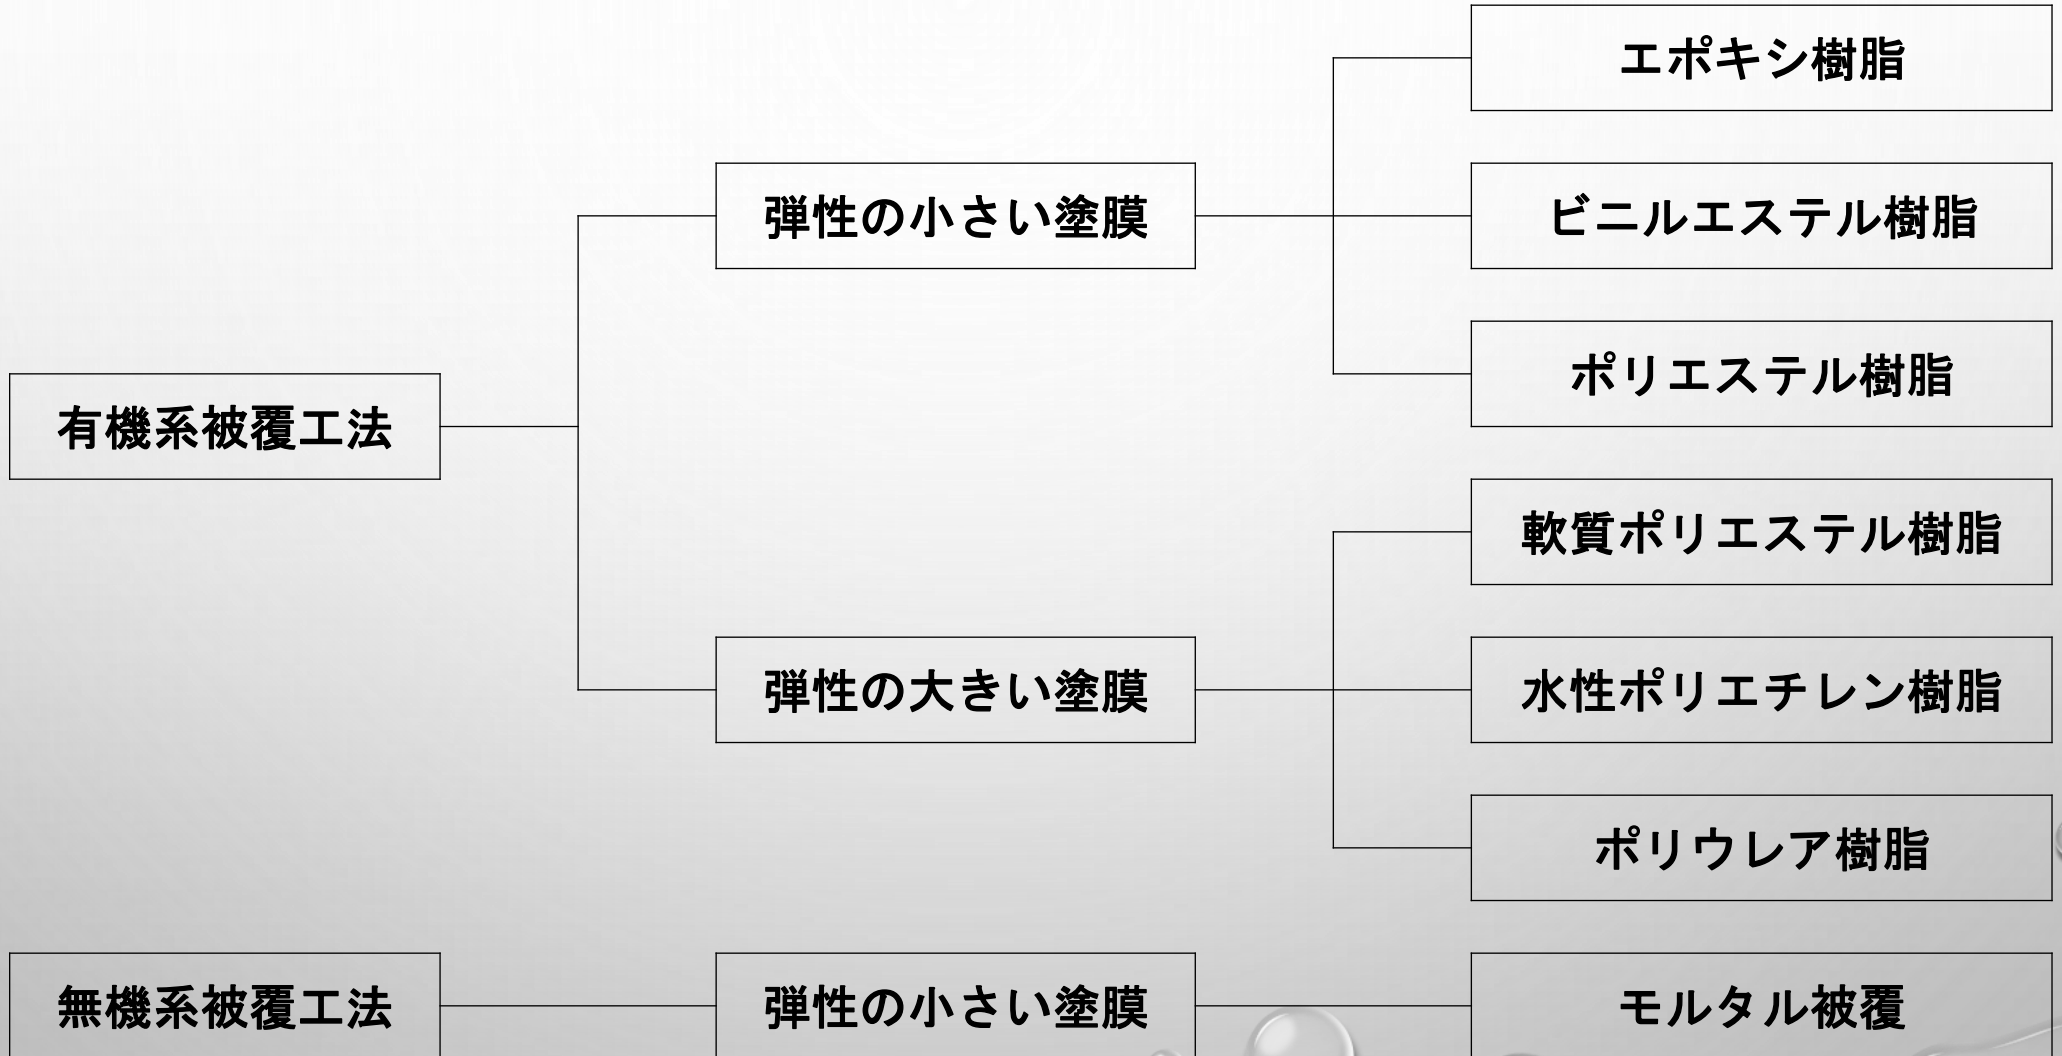 エポキシ樹脂
弾性の小さい塗膜
ビニルエステル樹脂
ポリエステル樹脂
有機系被覆工法
軟質ポリエステル樹脂
弾性の大きい塗膜
水性ポリエチレン樹脂
ポリウレア樹脂
無機系被覆工法
弾性の小さい塗膜
モルタル被覆